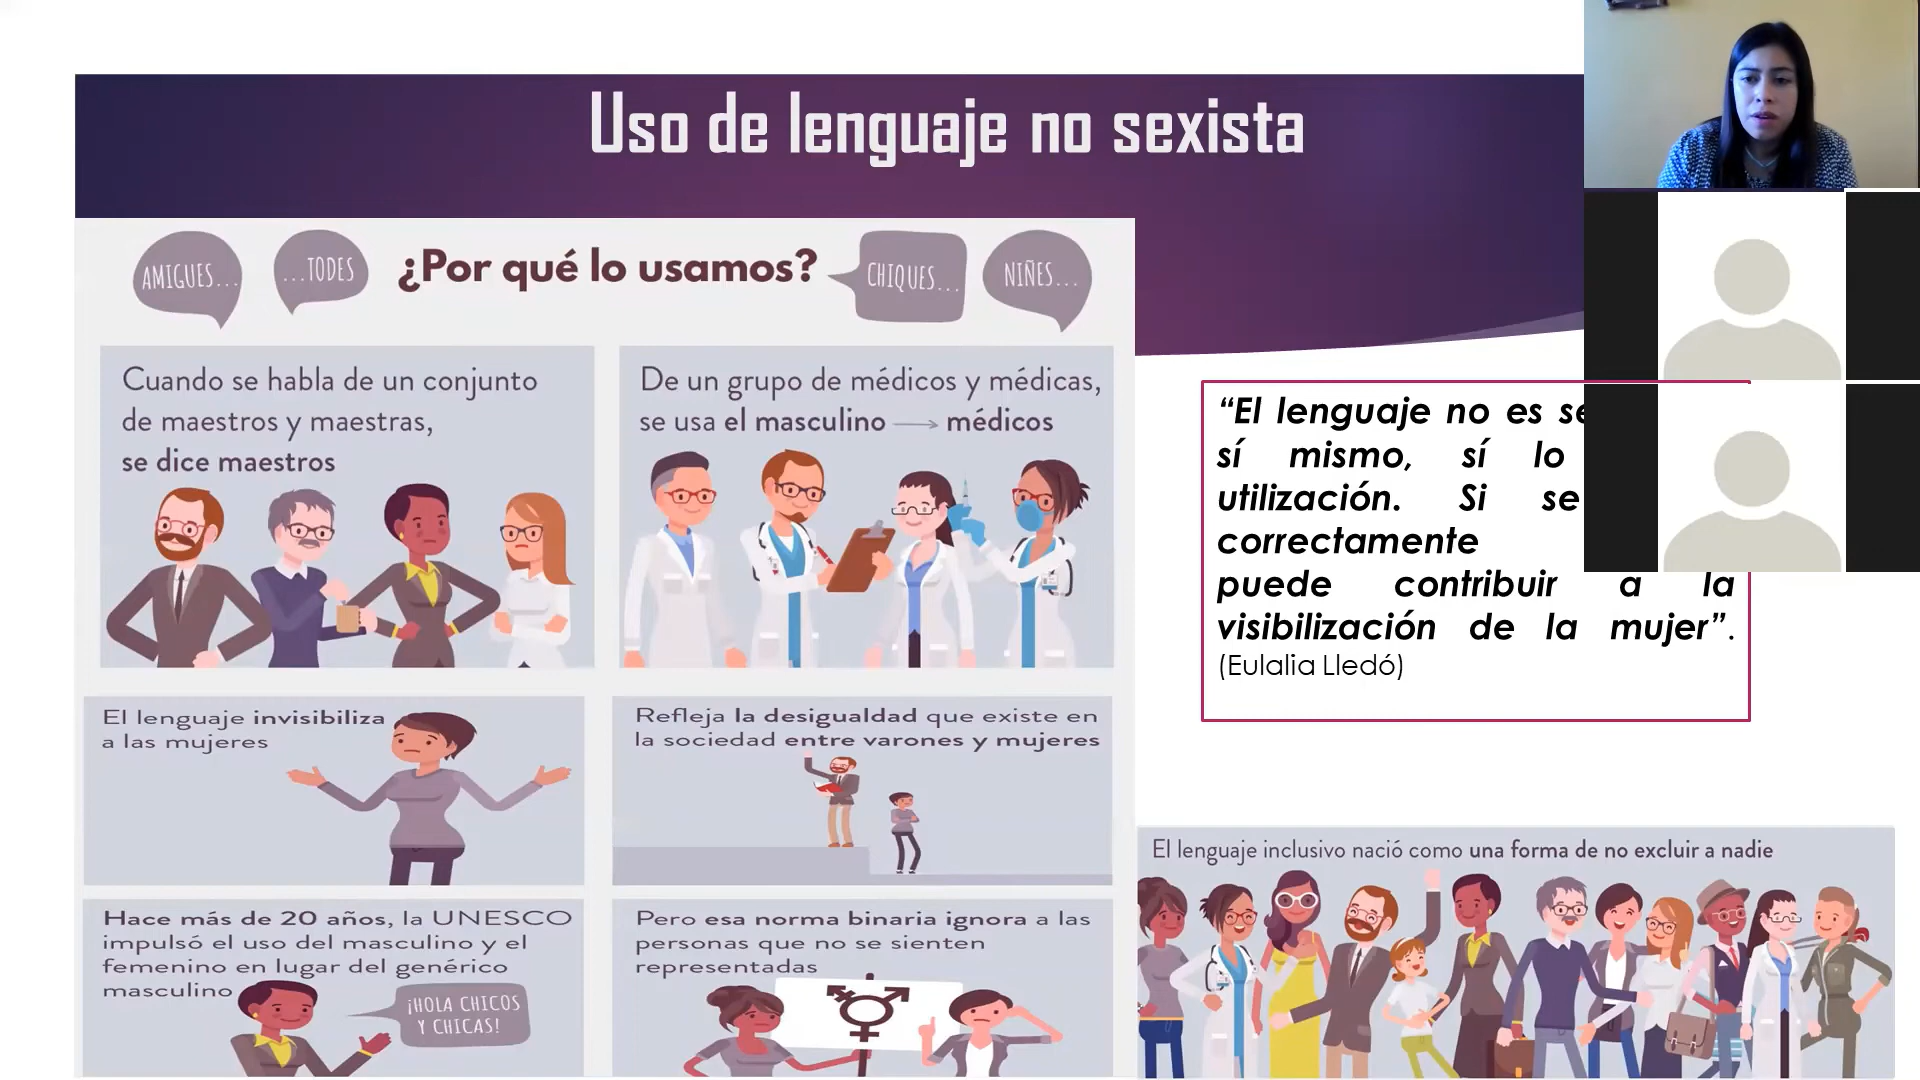 Uso de lenguaje no sexista
AMIGUES...
...TODES
¿Por qué lo usamos?
CHIQUES...
NIÑES...
Cuando se habla de un conjunto
de maestros y maestras,
se dice maestros
De un grupo de médicos y médicas,
se usa el masculino → médicos
“El lenguaje no es
sí mismo, sí lo
utilización. Si se
correctamente
puede contribuir a la
visibilización de la mujer”.
(Eulalia Lledó)
El lenguaje invisibiliza
a las mujeres
Refleja la desigualdad que existe en
la sociedad entre varones y mujeres
Hace más de 20 años, la UNESCO
impulsó el uso del masculino y el
femenino en lugar del genérico
masculino
¡HOLA CHICOS
Y CHICAS!
Pero esa norma binaria ignora a las
personas que no se sienten
representadas
El lenguaje inclusivo nació como una forma de no excluir a nadie